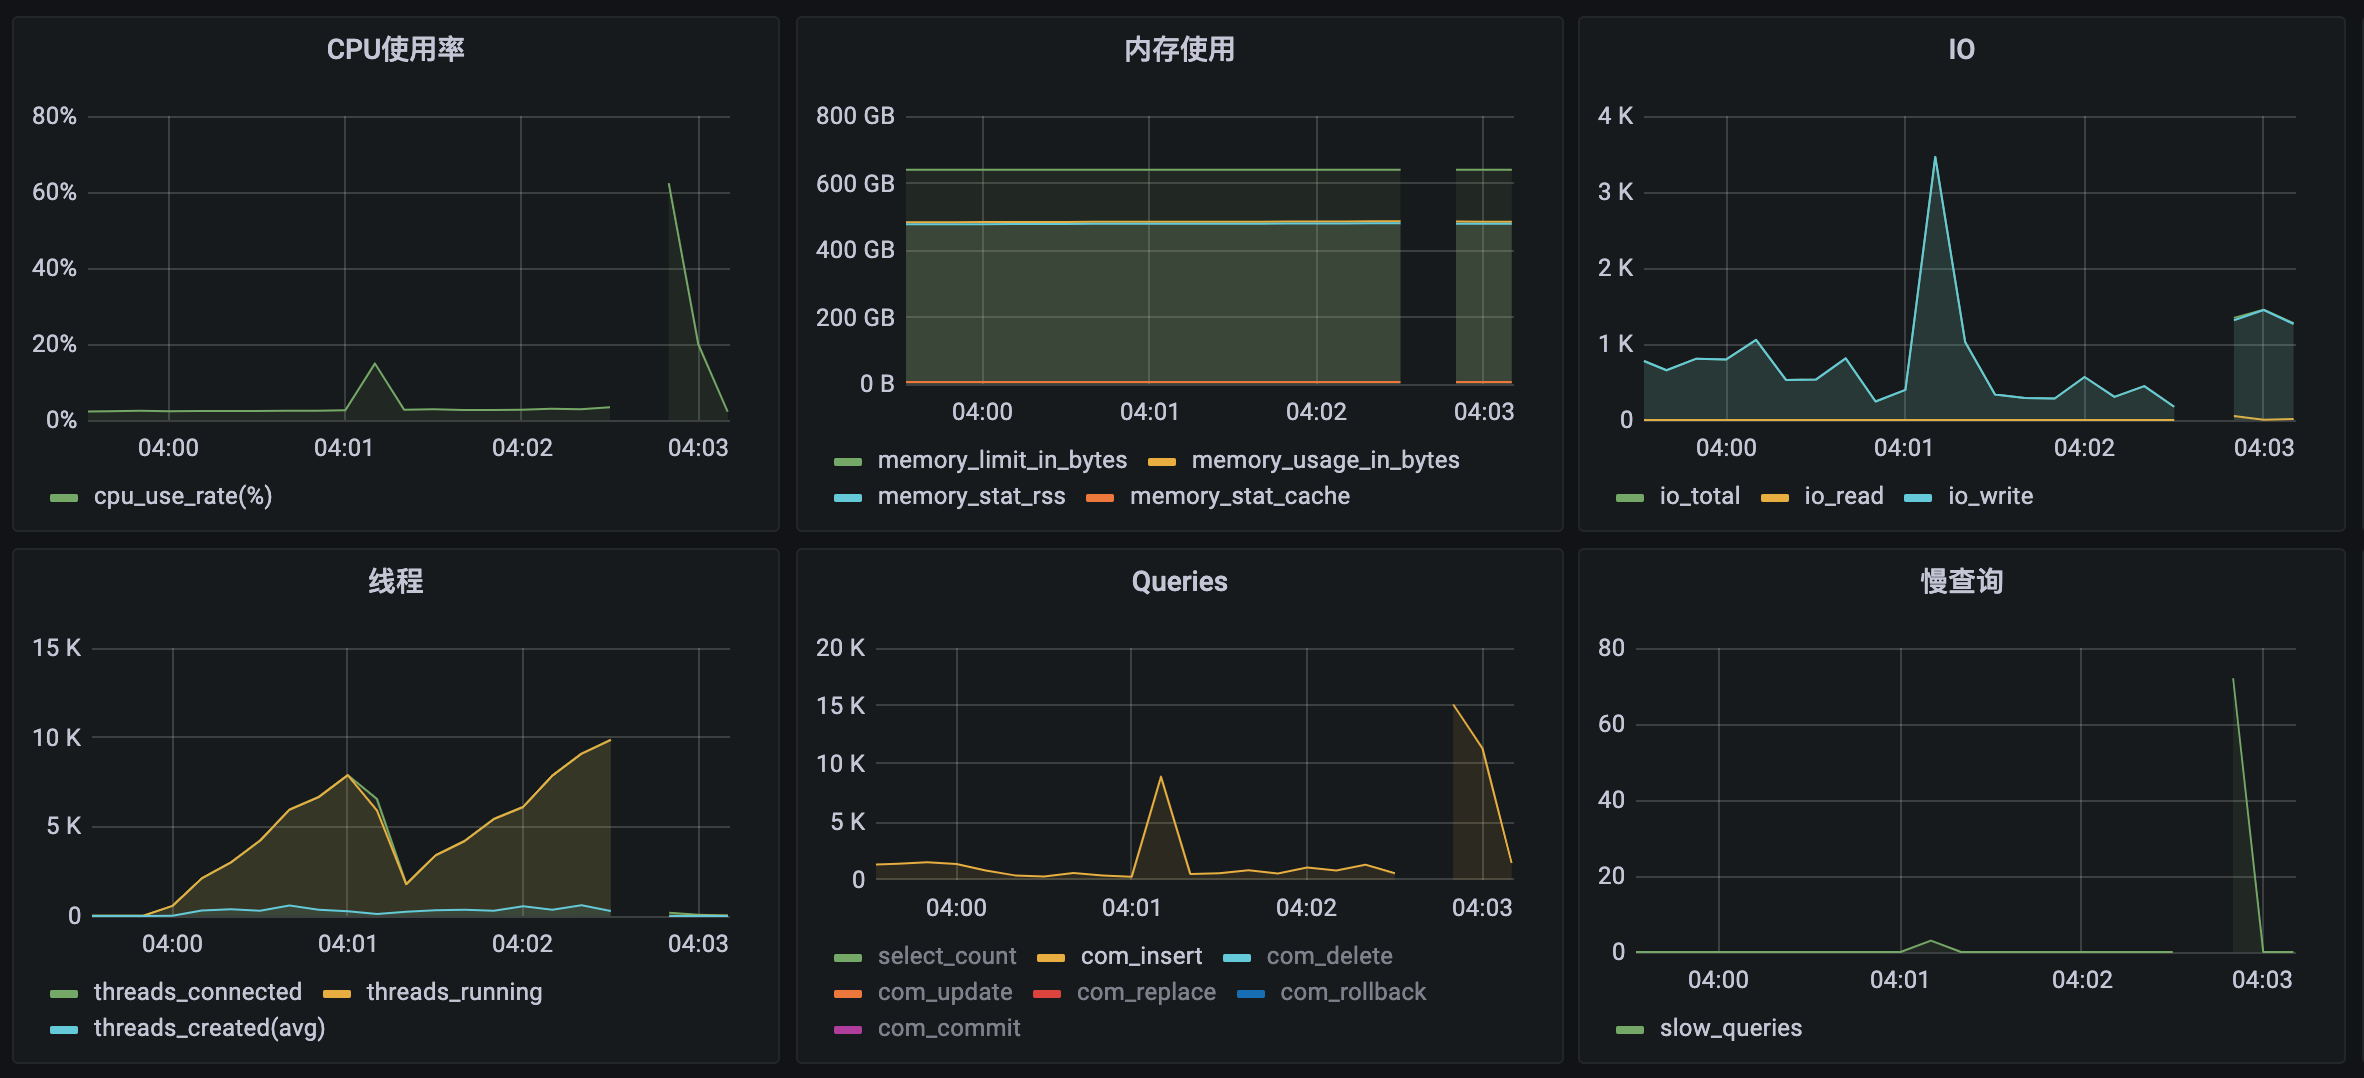 CPU使用率
80%
60%
40%
20%
0%
04:00 04:01 04:02 04:03
cpu_use_rate(%)
内存使用
800 GB
600 GB
400 GB
200 GB
0 B
04:00 04:01 04:02 04:03
memory_limit_in_bytes memory_usage_in_bytes
memory_stat_rss memory_stat_cache
IO
4 K
3 K
2 K
1 K
0
04:00 04:01 04:02 04:03
io_total io_read io_write
线程
15 K
10 K
5 K
0
04:00 04:01 04:02 04:03
threads_connected threads_running
threads_created(avg)
Queries
20 K
15 K
10 K
5 K
0
04:00 04:01 04:02 04:03
select_count com_insert com_delete
com_update com_replace com_rollback
com_commit
慢查询
80
60
40
20
0
04:00 04:01 04:02 04:03
slow_queries